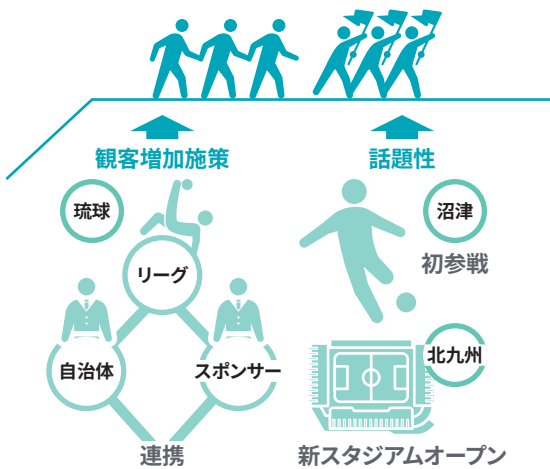 観客増加施策
話題性
琉球
リーグ
自治体
スポンサー
連携
沼津
初参戦
北九州
新スタジアムオープン